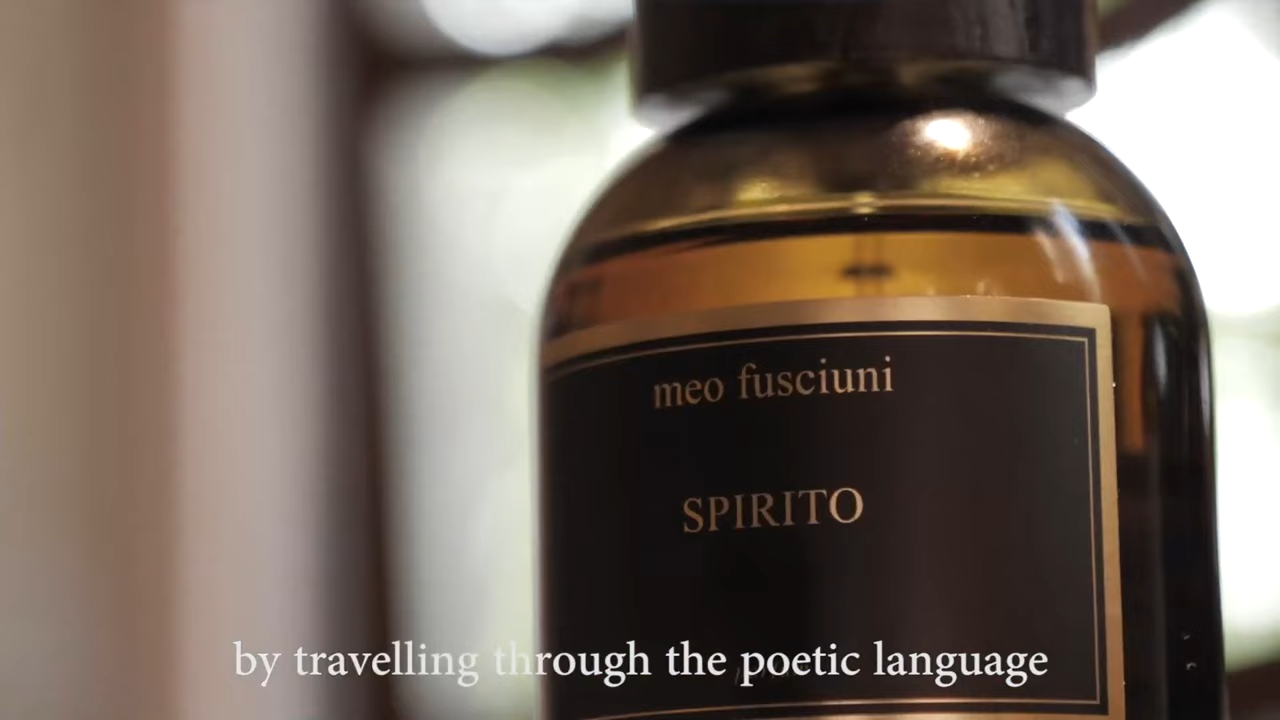 meo fusciuni
SPIRITO
by travelling through the poetic language